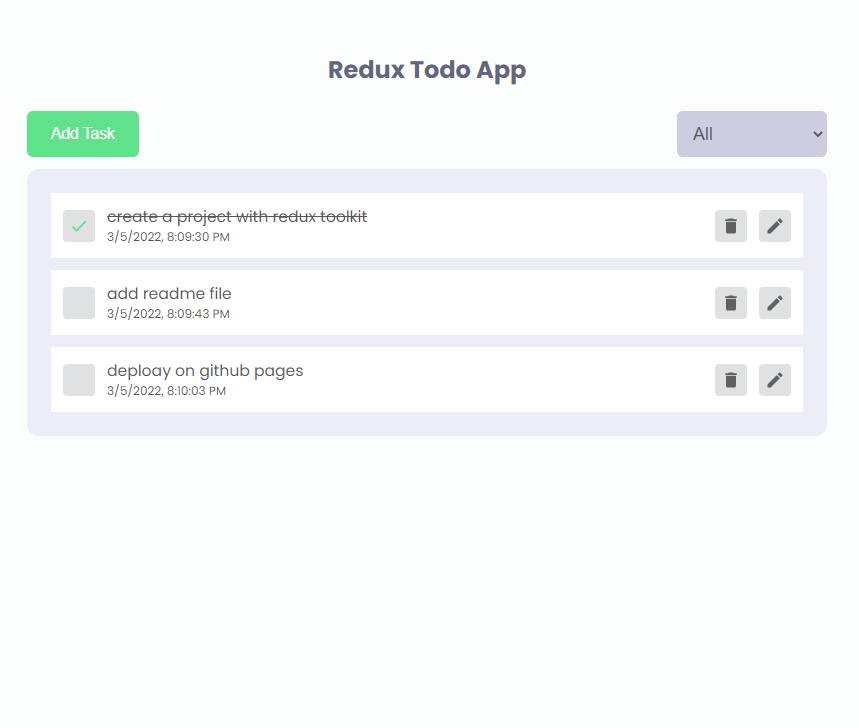 Redux Todo App
Add Task
All
create a project with redux toolkit
3/5/2022, 8:09:30 PM
add readme file
3/5/2022, 8:09:43 PM
deploay on github pages
3/5/2022, 8:10:03 PM